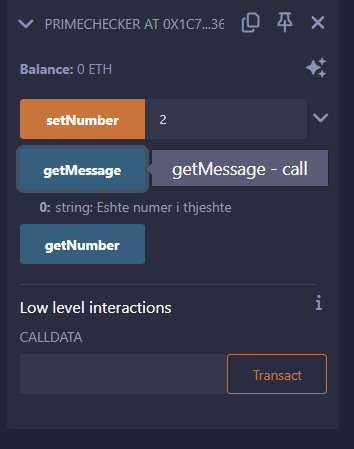 PRIMECHECKER AT 0X1C7...36
Balance: 0 ETH
setNumber 2
getMessage getMessage - call
0: string: Eshte numer i thjeshte
getNumber
Low level interactions i
CALLDATA
Transact